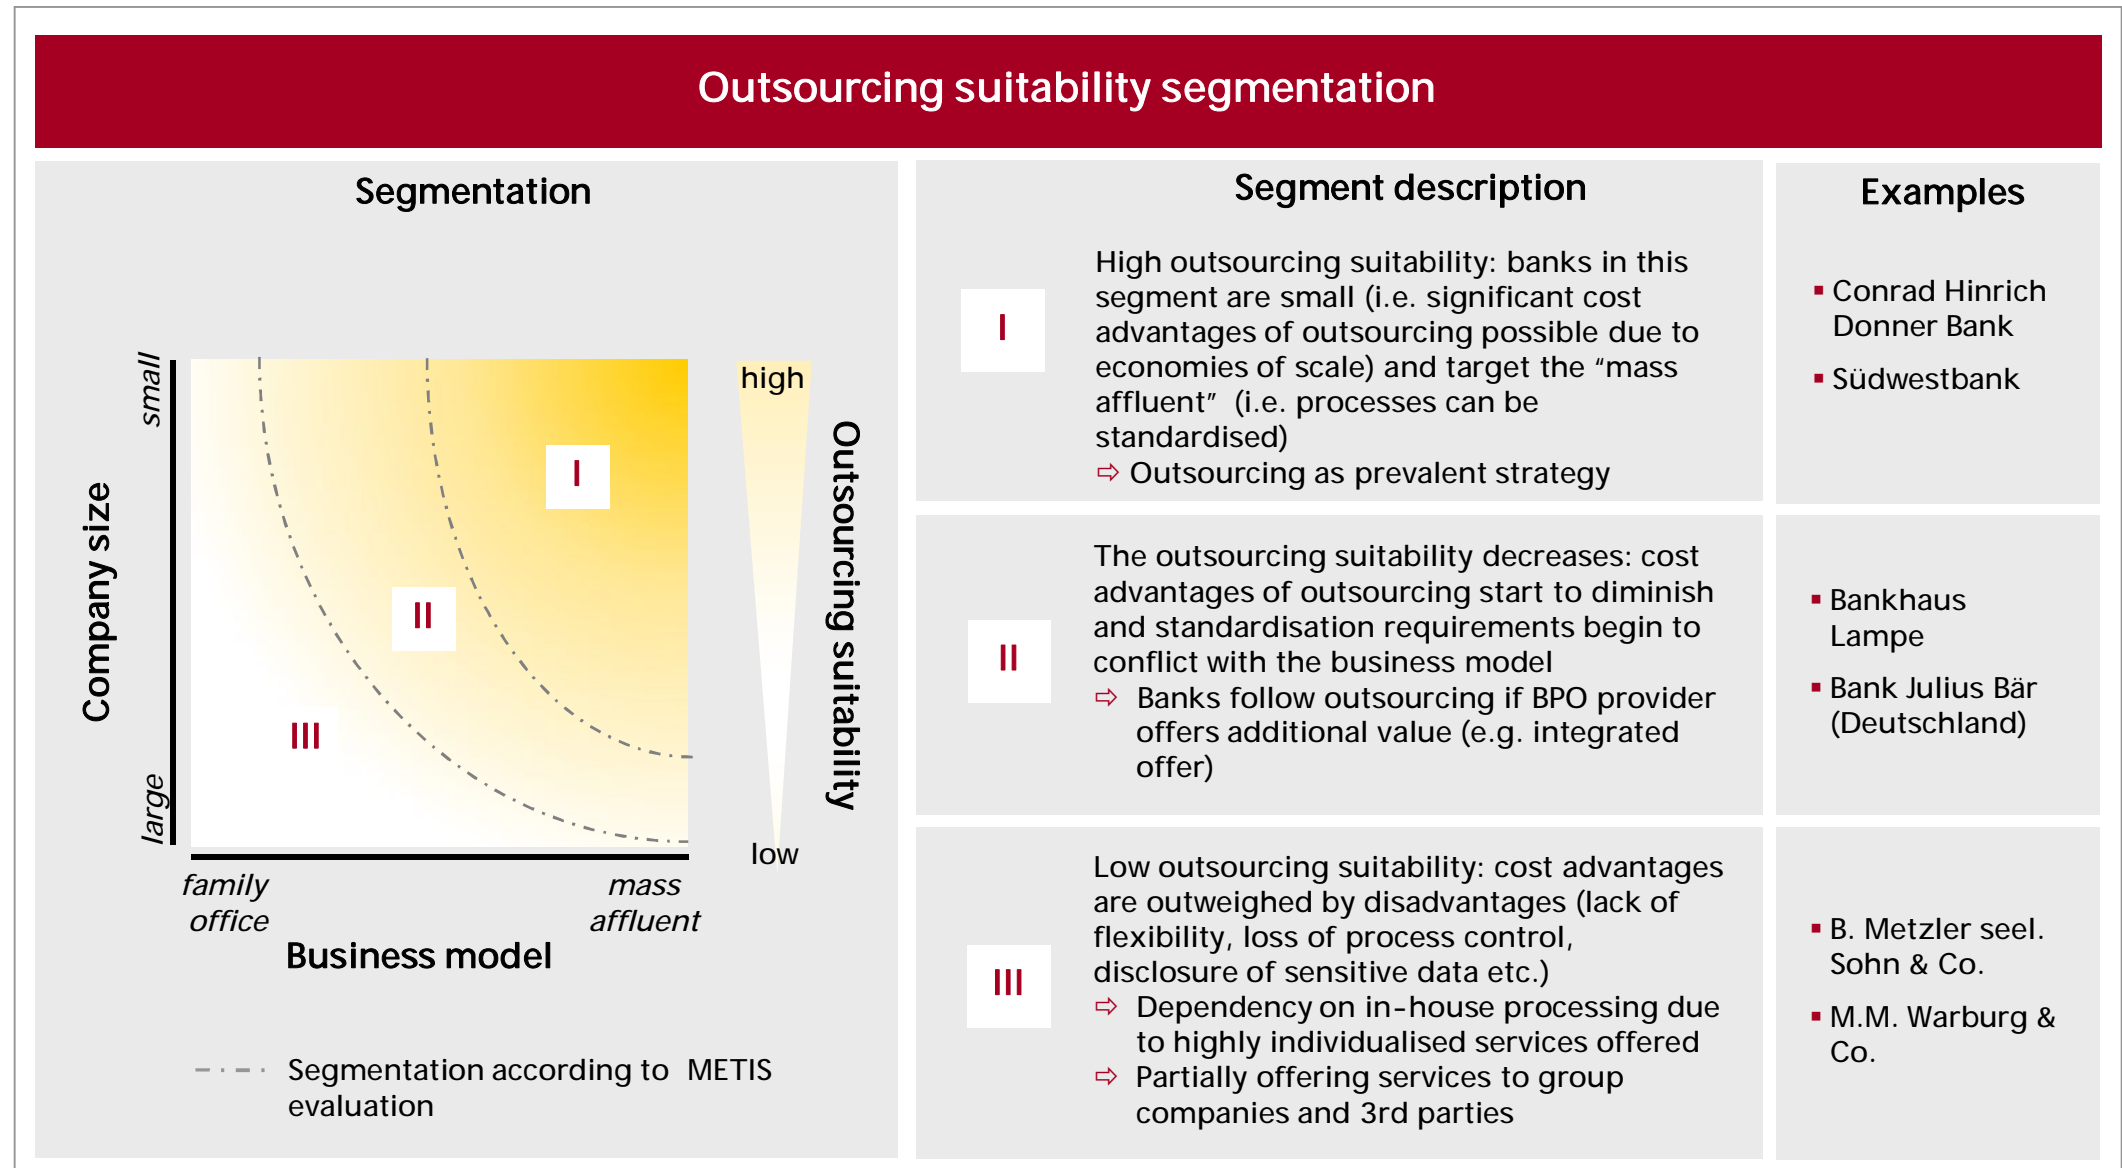 Outsourcing suitability segmentation
Segmentation
small
large
Company size
I
II
III
family
office
mass
affluent
Business model
high
low
Outsourcing suitability
Segmentation according to METIS
evaluation
Segment description
I
High outsourcing suitability: banks in this
segment are small (i.e. significant cost
advantages of outsourcing possible due to
economies of scale) and target the “mass
affluent” (i.e. processes can be
standardised)
⇨ Outsourcing as prevalent strategy
II
The outsourcing suitability decreases: cost
advantages of outsourcing start to diminish
and standardisation requirements begin to
conflict with the business model
⇨ Banks follow outsourcing if BPO provider
offers additional value (e.g. integrated
offer)
III
Low outsourcing suitability: cost advantages
are outweighed by disadvantages (lack of
flexibility, loss of process control,
disclosure of sensitive data etc.)
⇨ Dependency on in-house processing due
to highly individualised services offered
⇨ Partially offering services to group
companies and 3rd parties
Examples
▪ Conrad Hinrich
Donner Bank
▪ Südwestbank
▪ Bankhaus
Lampe
▪ Bank Julius Bär
(Deutschland)
▪ B. Metzler seel.
Sohn & Co.
▪ M.M. Warburg &
Co.